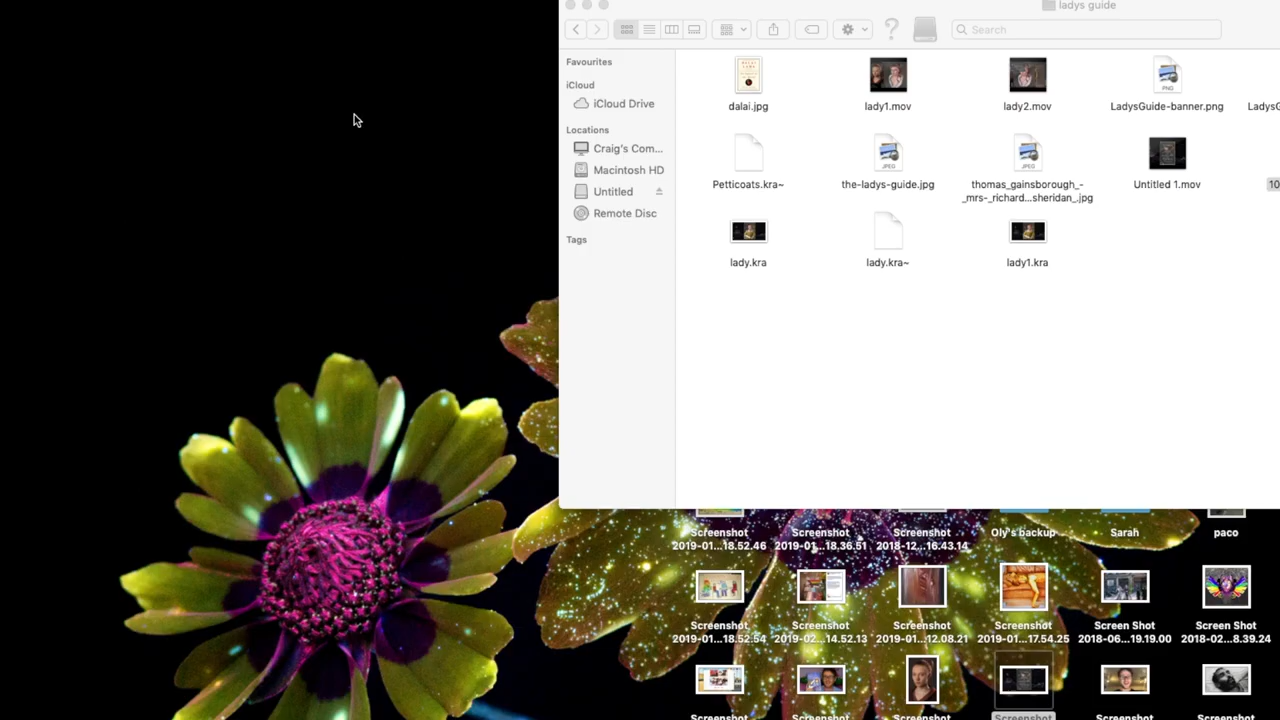 ladys guide
Search
Favourites
iCloud
iCloud Drive
Locations
Craig's Com...
Macintosh HD
Untitled
Remote Disc
Tags
dalai.jpg
lady1.mov
lady2.mov
PNG
LadysGuide-banner.png
LadysG
Petticoats.kra~
JPEG
the-ladys-guide.jpg
JPEG
thomas_gainsborough_-
_mrs-_richard...sheridan_.jpg
Untitled 1.mov
10
lady.kra
lady.kra~
lady1.kra
Screenshot
2019-01...18.52.46
Screenshot
2019-01...18.36.51
Screenshot
2018-12...16.43.14
Oly's backup
Sarah
paco
Screenshot
2019-01...18.52.54
Screenshot
2019-02...14.52.13
Screenshot
2019-01...12.08.21
Screenshot
2019-01...17.54.25
Screen Shot
2018-06...19.19.00
Screen Shot
2018-02...8.39.24